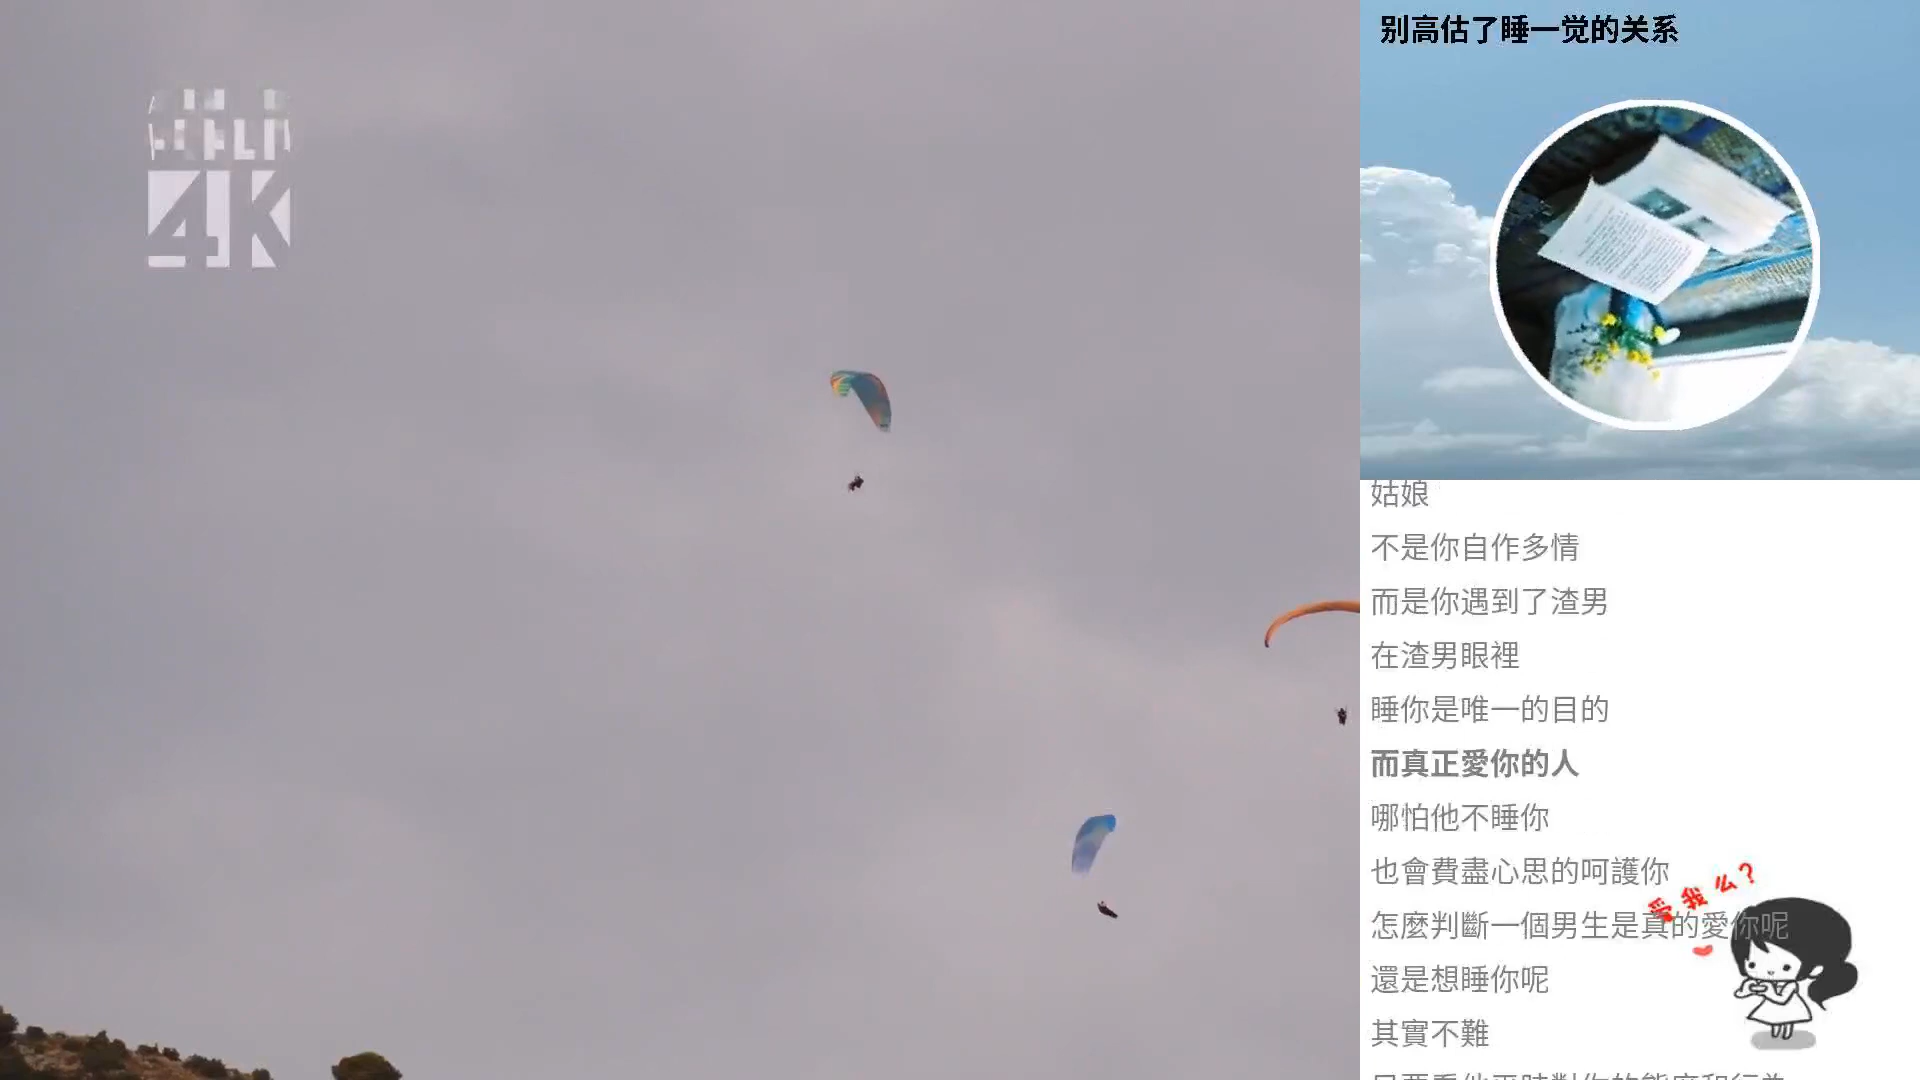 4K
别高估了睡一觉的关系
姑娘
不是你自作多情
而是你遇到了渣男
在渣男眼裡
睡你是唯一的目的
而真正愛你的人
哪怕他不睡你
也會費盡心思的呵護你
爱我么?
怎麼判斷一個男生是真的愛你呢
還是想睡你呢
其實不難